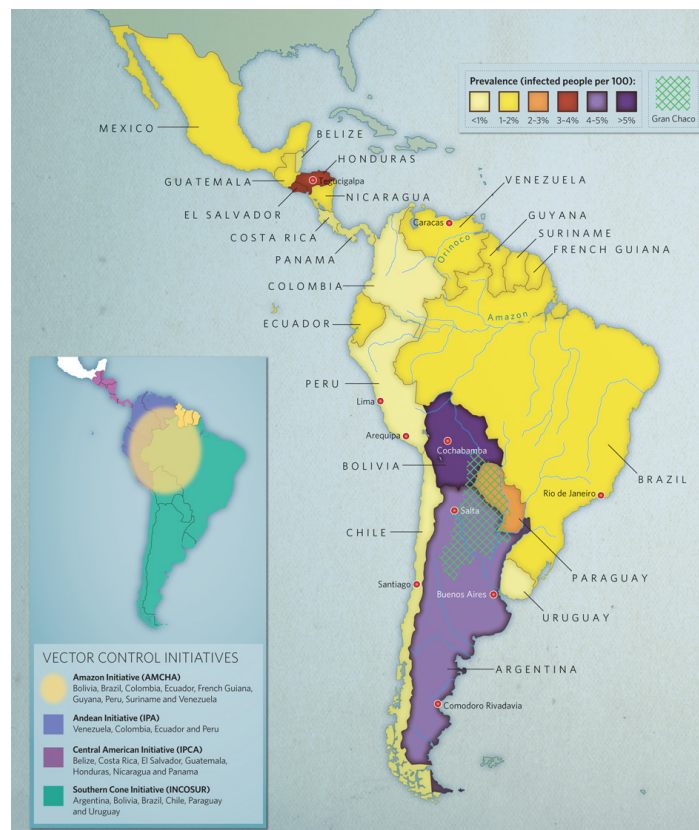 Prevalence (infected people per 100):
<1% 1-2% 2-3% 3-4% 4-5% >5%
Gran Chaco
MEXICO
BELIZE
HONDURAS
Tegucigalpa
GUATEMALA
NICARAGUA
EL SALVADOR
COSTA RICA
PANAMA
VENEZUELA
Caracas
Orinoco
GUYANA
SURINAME
FRENCH GUIANA
COLOMBIA
ECUADOR
Amazon
PERU
Lima
Arequipa
Cochabamba
BOLIVIA
BRAZIL
Rio de Janeiro
Salta
CHILE
PARAGUAY
Santiago
Buenos Aires
URUGUAY
ARGENTINA
Comodoro Rivadavia
VECTOR CONTROL INITIATIVES
Amazon Initiative (AMCHA)
Bolivia, Brazil, Colombia, Ecuador, French Guiana,
Guyana, Peru, Suriname and Venezuela
Andean Initiative (IPA)
Venezuela, Colombia, Ecuador and Peru
Central American Initiative (IPCA)
Belize, Costa Rica, El Salvador, Guatemala,
Honduras, Nicaragua and Panama
Southern Cone Initiative (INCOSUR)
Argentina, Bolivia, Brazil, Chile, Paraguay
and Uruguay